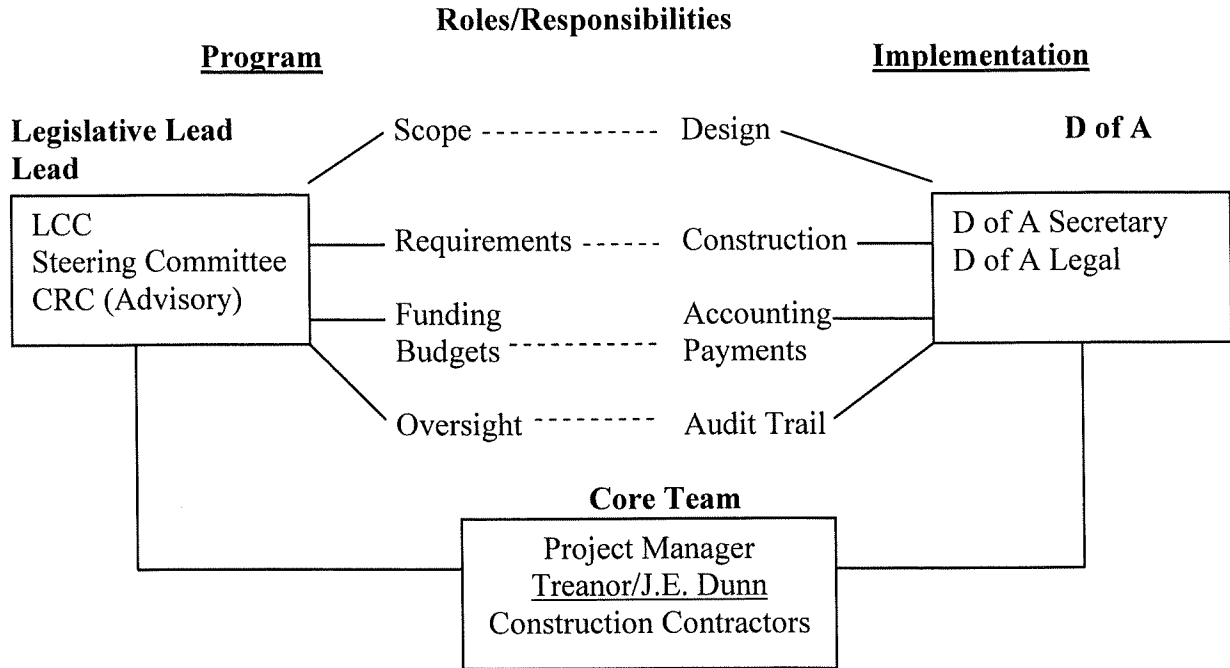 Roles/Responsibilities
Program
Implementation
Legislative Lead
Lead
D of A
Scope
Design
LCC
Steering Committee
CRC (Advisory)
Requirements
Construction
D of A Secretary
D of A Legal
Funding
Budgets
Accounting
Payments
Oversight
Audit Trail
Core Team
Project Manager
Treanor/J.E. Dunn
Construction Contractors